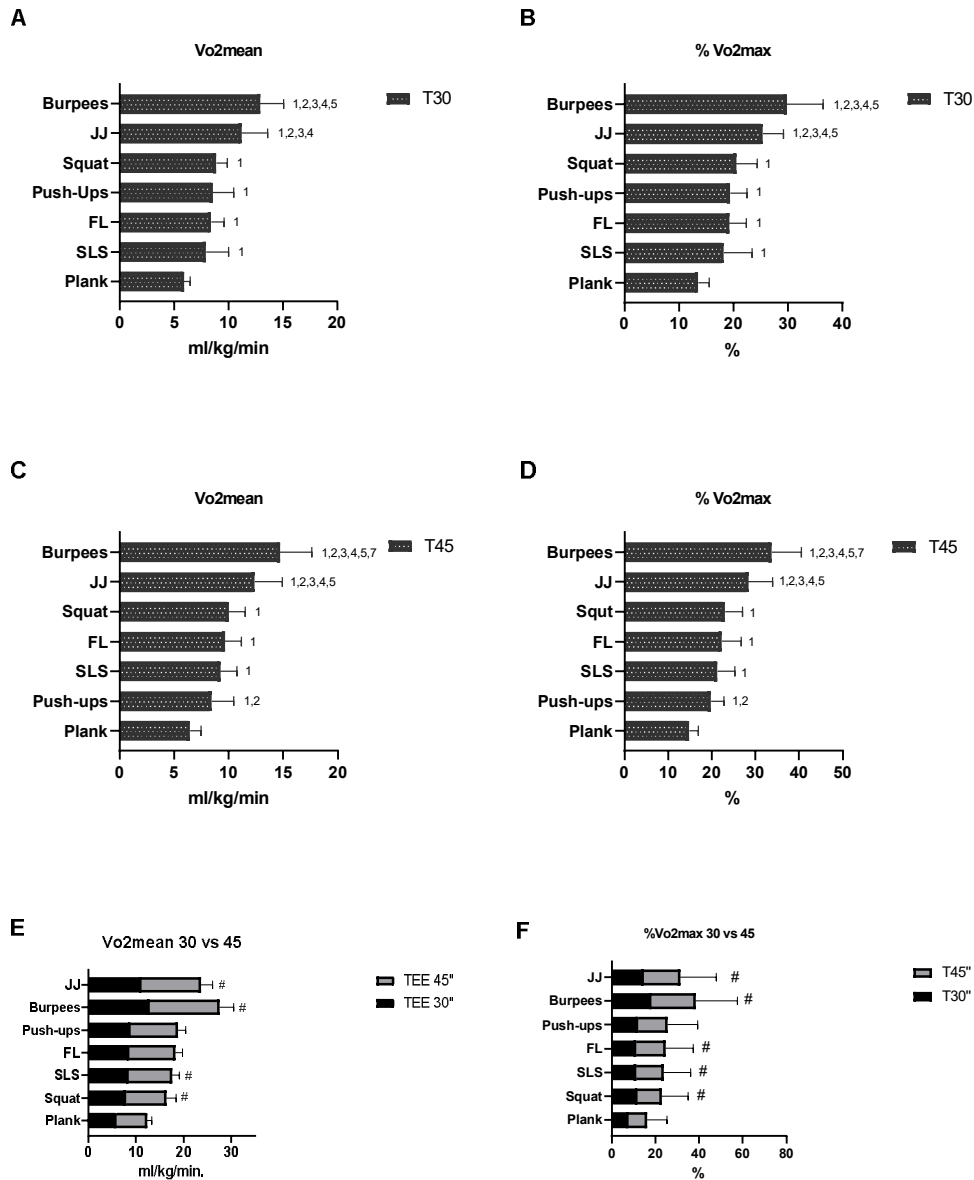 A
Vo2mean
Burpees 1,2,3,4,5
JJ 1,2,3,4
Squat 1
Push-Ups 1
FL 1
SLS 1
Plank
0 5 10 15 20
ml/kg/min
T30
B
% Vo2max
Burpees 1,2,3,4,5
JJ 1,2,3,4,5
Squat 1
Push-ups 1
FL 1
SLS 1
Plank
0 10 20 30 40
%
T30
C
Vo2mean
Burpees 1,2,3,4,5,7
JJ 1,2,3,4,5
Squat 1
FL 1
SLS 1
Push-ups 1,2
Plank
0 5 10 15 20
ml/kg/min
T45
D
% Vo2max
Burpees 1,2,3,4,5,7
JJ 1,2,3,4,5
Squt 1
FL 1
SLS 1
Push-ups 1,2
Plank
0 10 20 30 40 50
%
T45
E
Vo2mean 30 vs 45
JJ #
Burpees #
Push-ups
FL
SLS #
Squat #
Plank
0 10 20 30
ml/kg/min.
TEE 45"
TEE 30"
F
%Vo2max 30 vs 45
JJ #
Burpees #
Push-ups
FL #
SLS #
Squat #
Plank
0 20 40 60 80
%
T45"
T30"